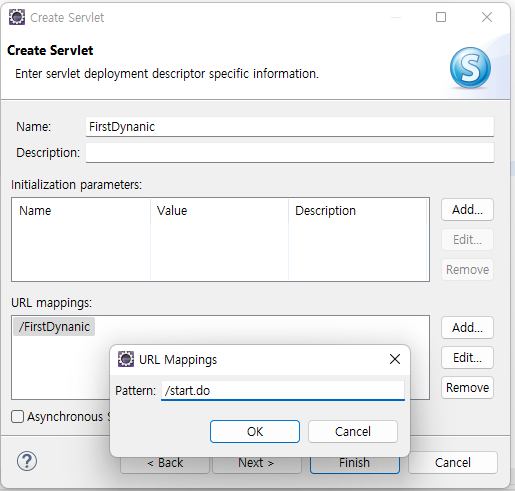 Create Servlet
Create Servlet
Enter servlet deployment descriptor specific information.
Name: FirstDynanic
Description:
Initialization parameters:
Name Value Description
Add...
Edit...
Remove
URL mappings:
/FirstDynanic
Add...
Edit...
Remove
URL Mappings
Pattern: /start.do
OK Cancel
Asynchronous S
< Back Next > Finish Cancel